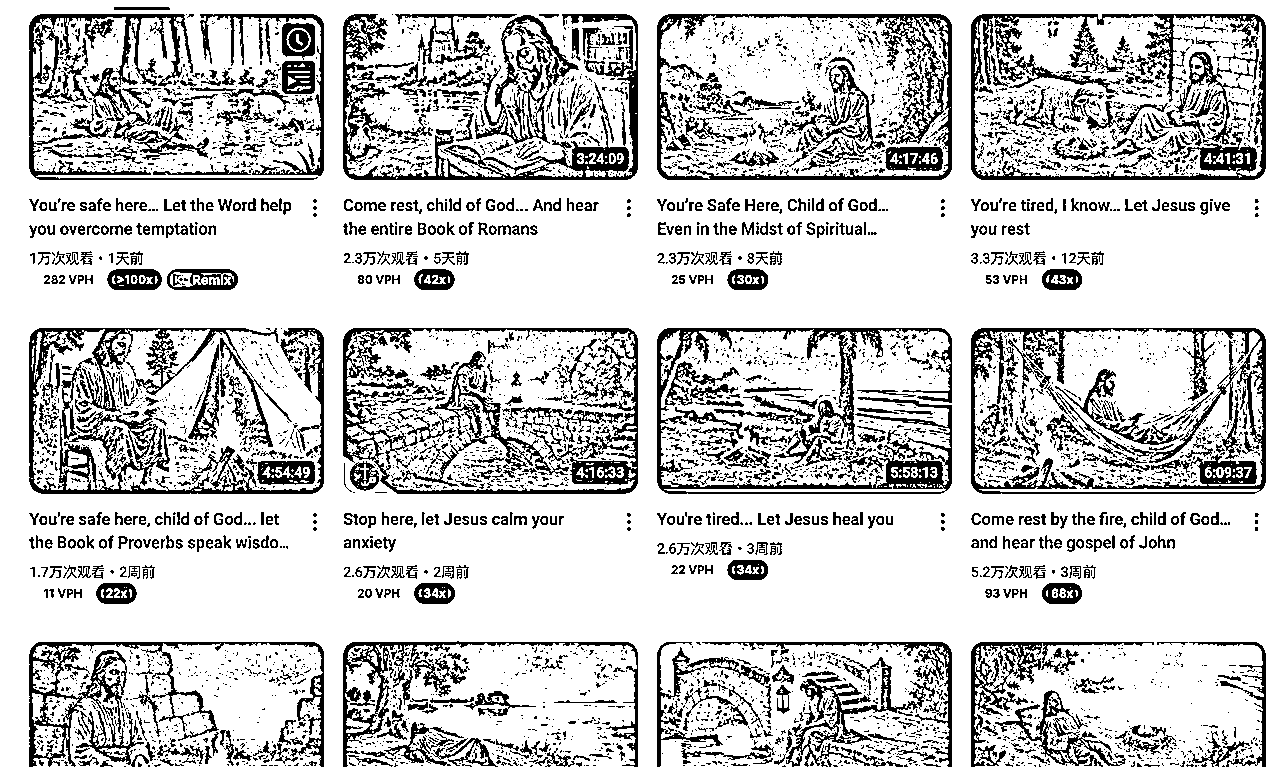 3:24:09
4:17:46
4:41:31
You're safe here... Let the Word help
you overcome temptation
1万次观看・1天前
282 VPH (>100x) Remix
Come rest, child of God... And hear
the entire Book of Romans
2.3万次观看・5天前
80 VPH (42x)
You're Safe Here, Child of God...
Even in the Midst of Spiritual...
2.3万次观看・8天前
25 VPH (30x)
You're tired, I know... Let Jesus give
you rest
3.3万次观看・12天前
53 VPH (43x)
4:54:49
4:16:33
5:58:13
6:09:37
You're safe here, child of God... let
the Book of Proverbs speak wisdo...
1.7万次观看・2周前
11 VPH (22x)
Stop here, let Jesus calm your
anxiety
2.6万次观看・2周前
20 VPH (34x)
You're tired... Let Jesus heal you
2.6万次观看・3周前
22 VPH (34x)
Come rest by the fire, child of God...
and hear the gospel of John
5.2万次观看・3周前
93 VPH (68x)